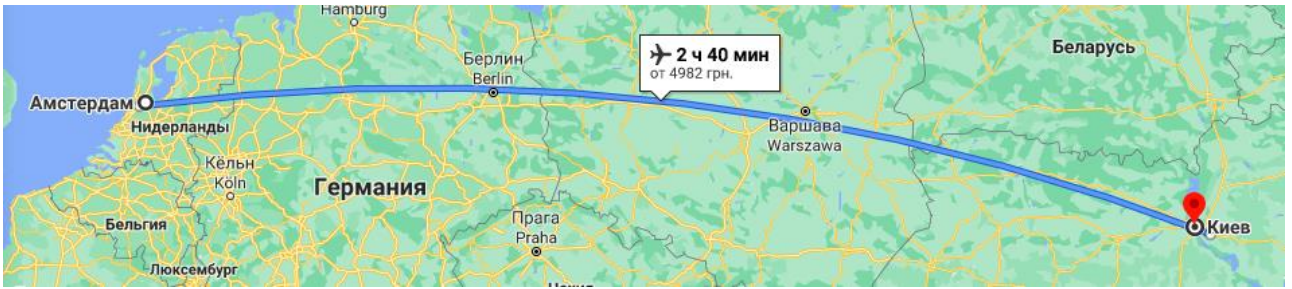 Hamburg
Беларусь
2 ч 40 мин
от 4982 грн.
Берлин
Berlin
Амстердам
Нидерланды
Варшава
Warszawa
Кёльн
Köln
Германия
Бельгия
Прага
Praha
Киев
Люксембург